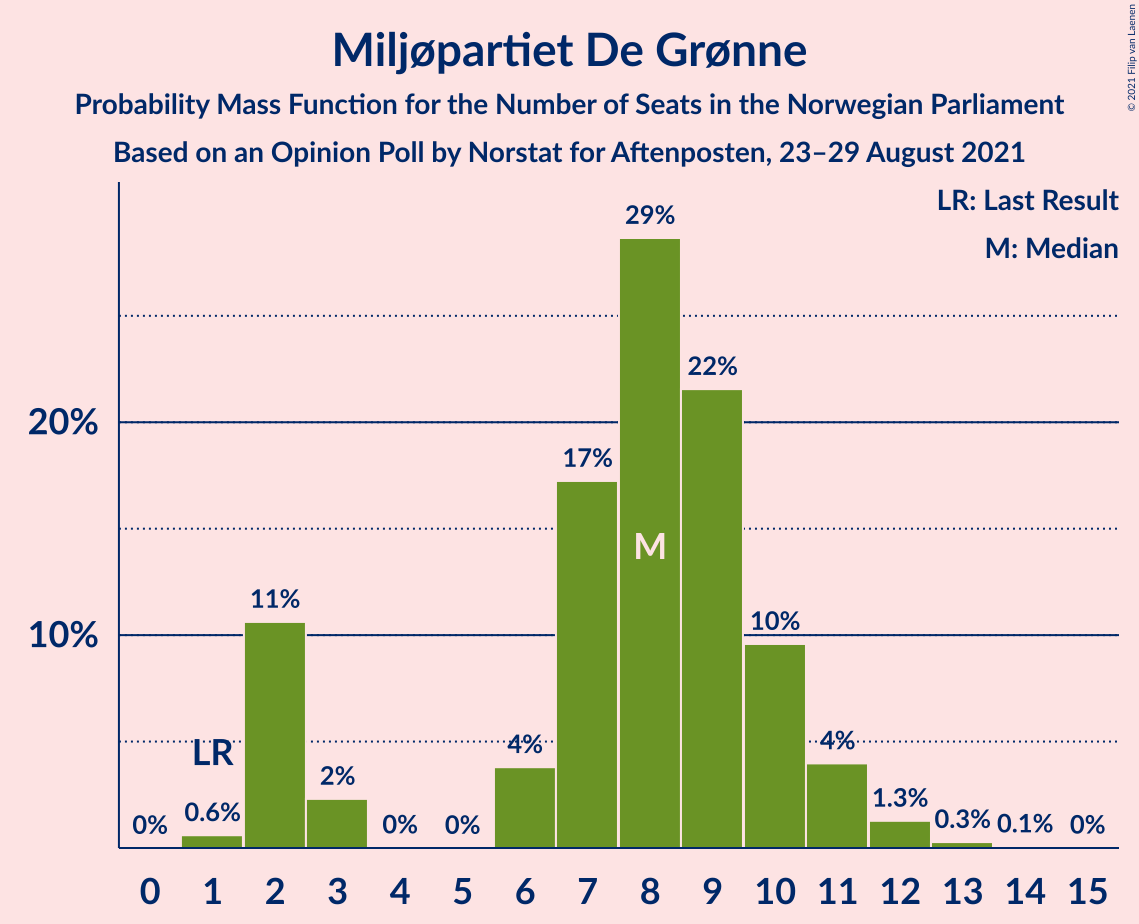 Miljøpartiet De Grønne
Probability Mass Function for the Number of Seats in the Norwegian Parliament
Based on an Opinion Poll by Norstat for Aftenposten, 23–29 August 2021
© 2021 Filip van Laenen
LR: Last Result
M: Median
29%
22%
20%
17%
M
11%
10%
10%
LR
4%
4%
2%
1.3%
0.6%
0.3%
0.1%
0%
0%
0%
0%
0 1 2 3 4 5 6 7 8 9 10 11 12 13 14 15